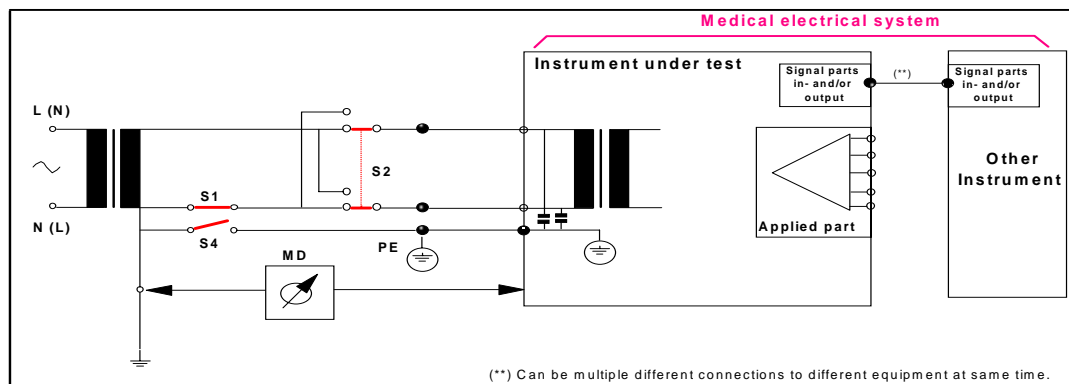 Medical electrical system
Instrument under test
Signal parts
in- and/or
output
(**)
Signal parts
in- and/or
output
L (N)
S2
Other
Instrument
S1
N (L)
S4
PE
Applied part
MD
(**) Can be multiple different connections to different equipment at same time.